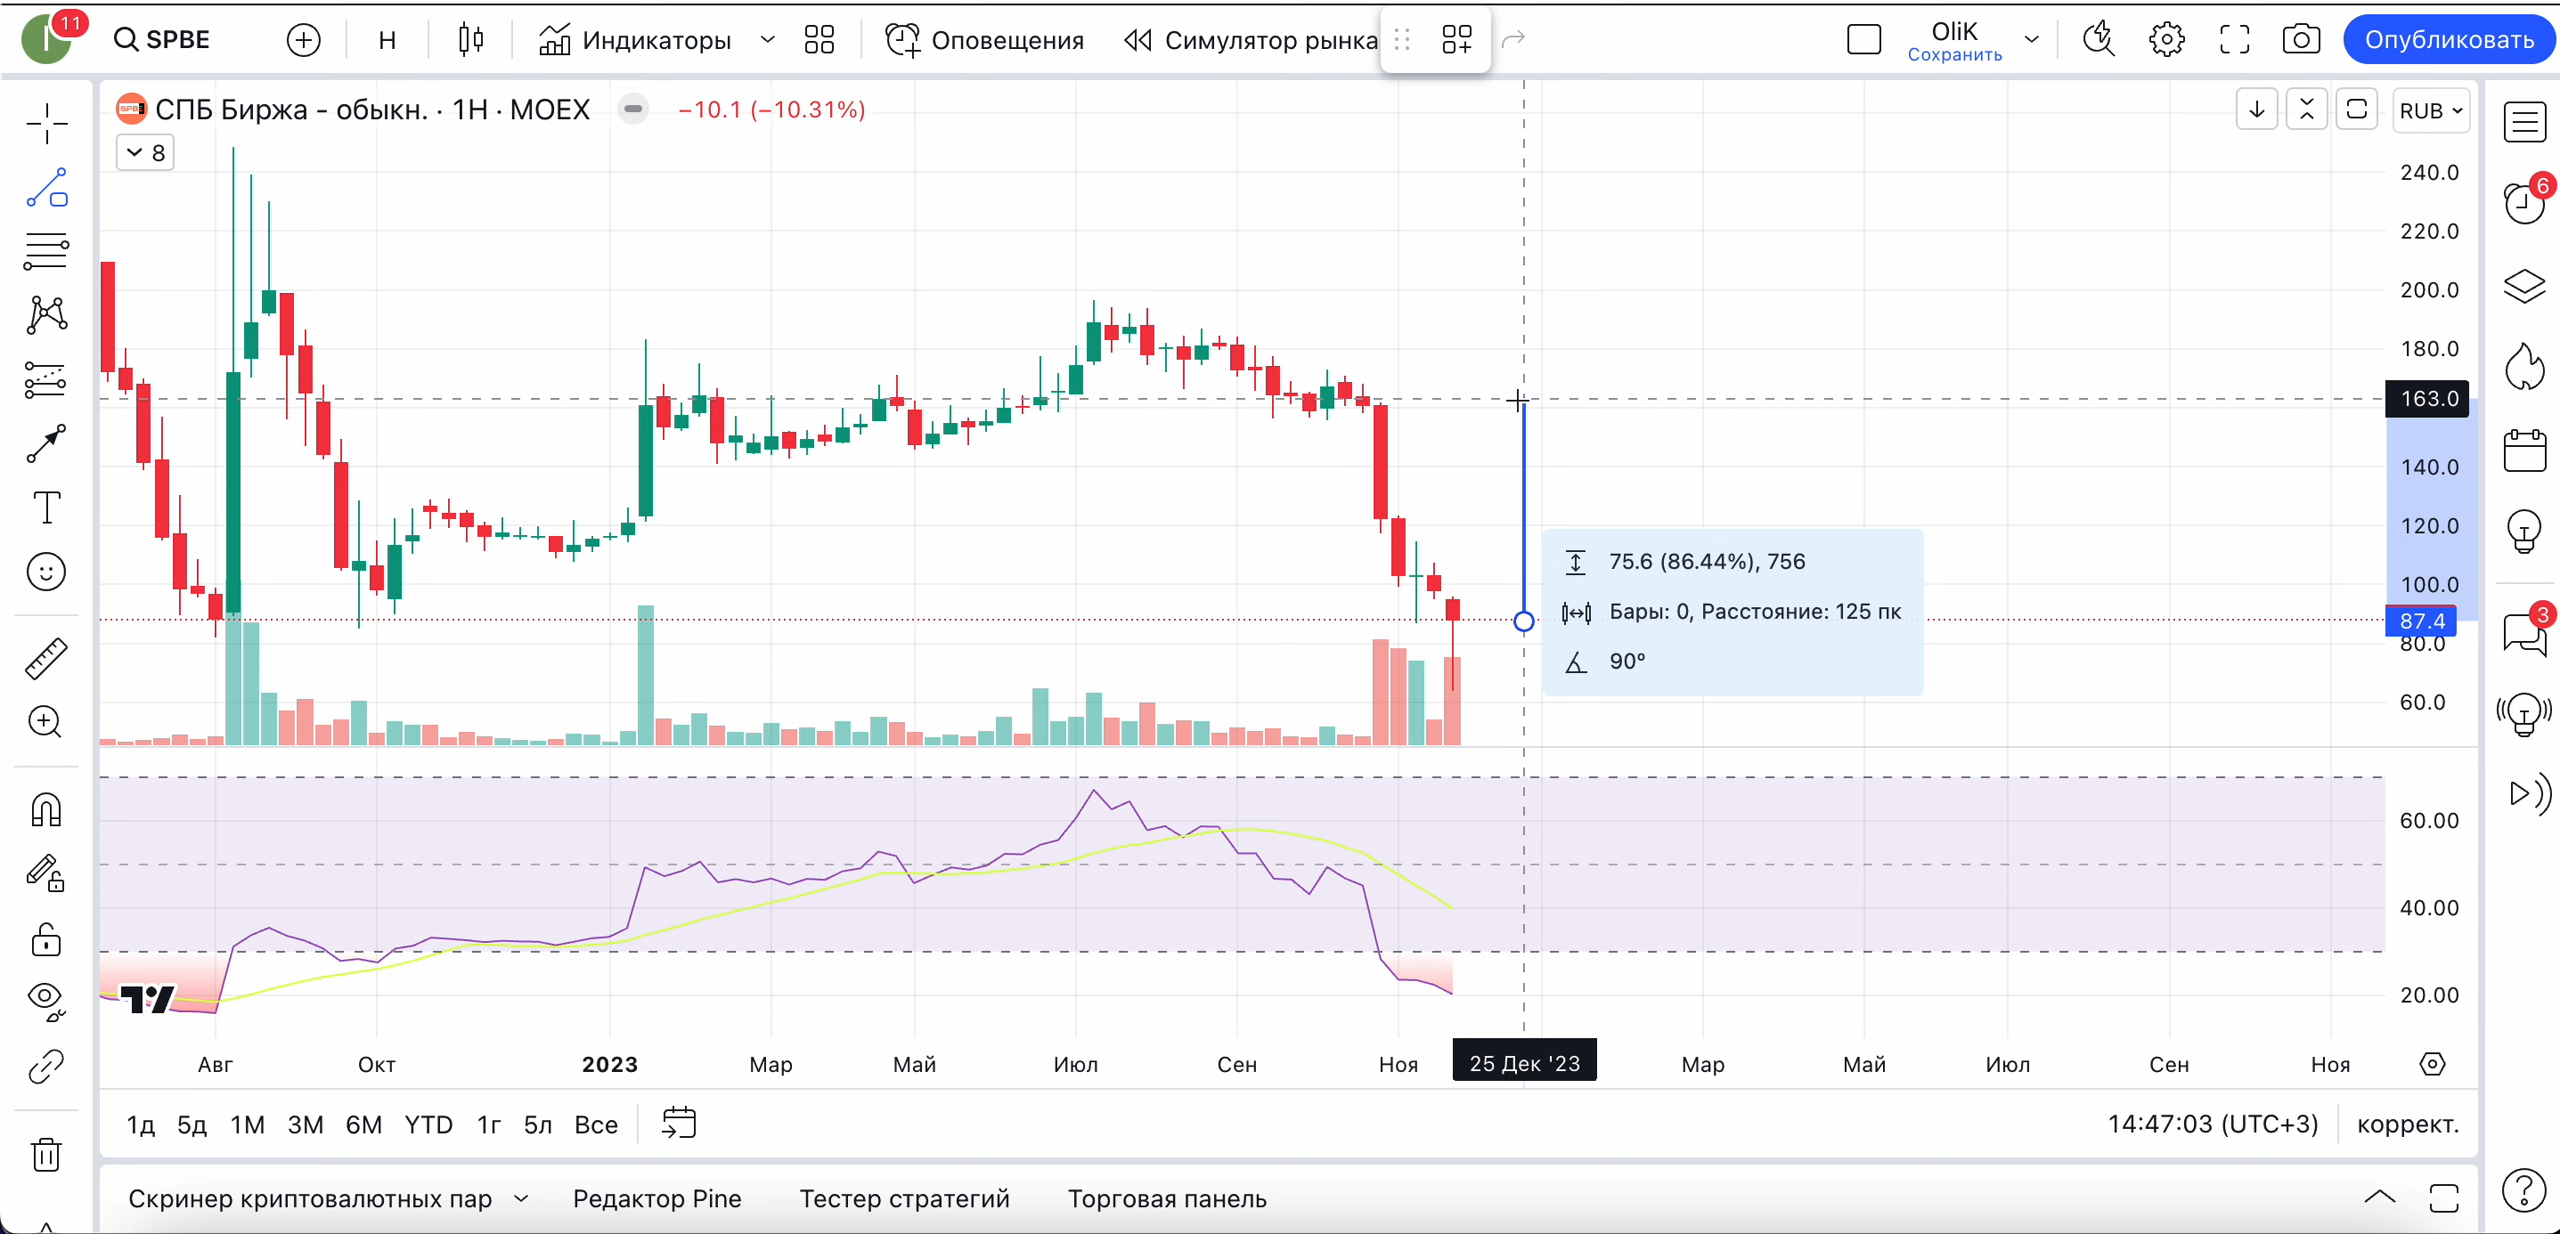 I
11
SPBE
Н
Индикаторы
Оповещения
Симулятор рынка
OliK
Сохранить
Опубликовать
SPBE
СПБ Биржа - обыкн. · 1Н · MOEX
−10.1 (−10.31%)
8
RUB
240.0
220.0
200.0
180.0
163.0
140.0
120.0
100.0
87.4
80.0
60.0
75.6 (86.44%), 756
Бары: 0, Расстояние: 125 пк
90°
60.00
40.00
20.00
6
3
Авг
Окт
2023
Мар
Май
Июл
Сен
Ноя
25 Дек '23
Мар
Май
Июл
Сен
Ноя
1д
5д
1М
3М
6М
YTD
1г
5л
Все
14:47:03 (UTC+3)
коррект.
Скринер криптовалютных пар
Редактор Pine
Тестер стратегий
Торговая панель